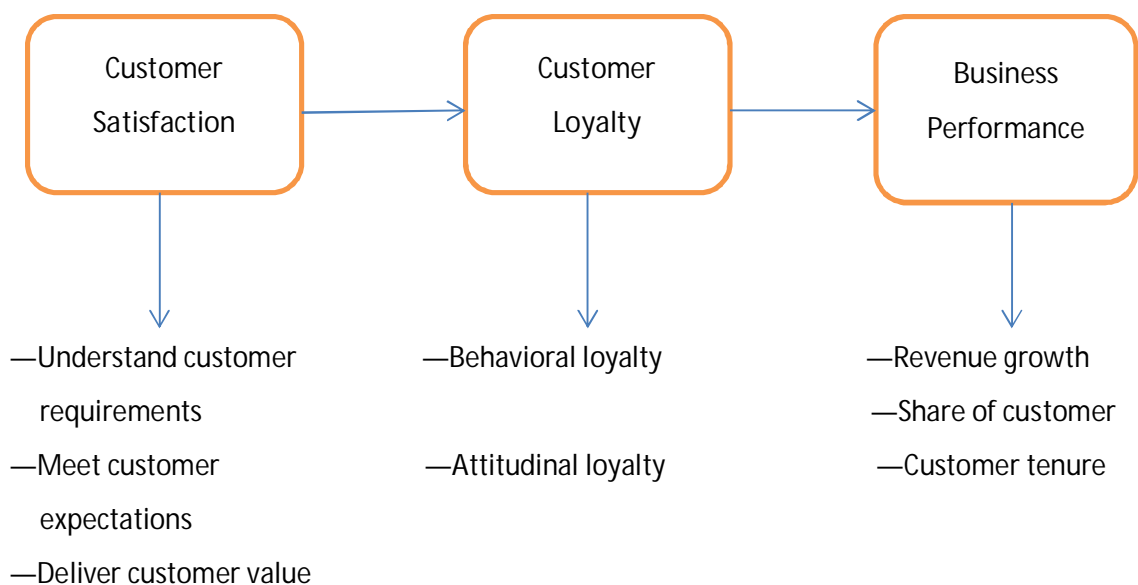 Customer
Satisfaction
Customer
Loyalty
Business
Performance
—Understand customer
requirements
—Meet customer
expectations
—Deliver customer value
—Behavioral loyalty
—Attitudinal loyalty
—Revenue growth
—Share of customer
—Customer tenure